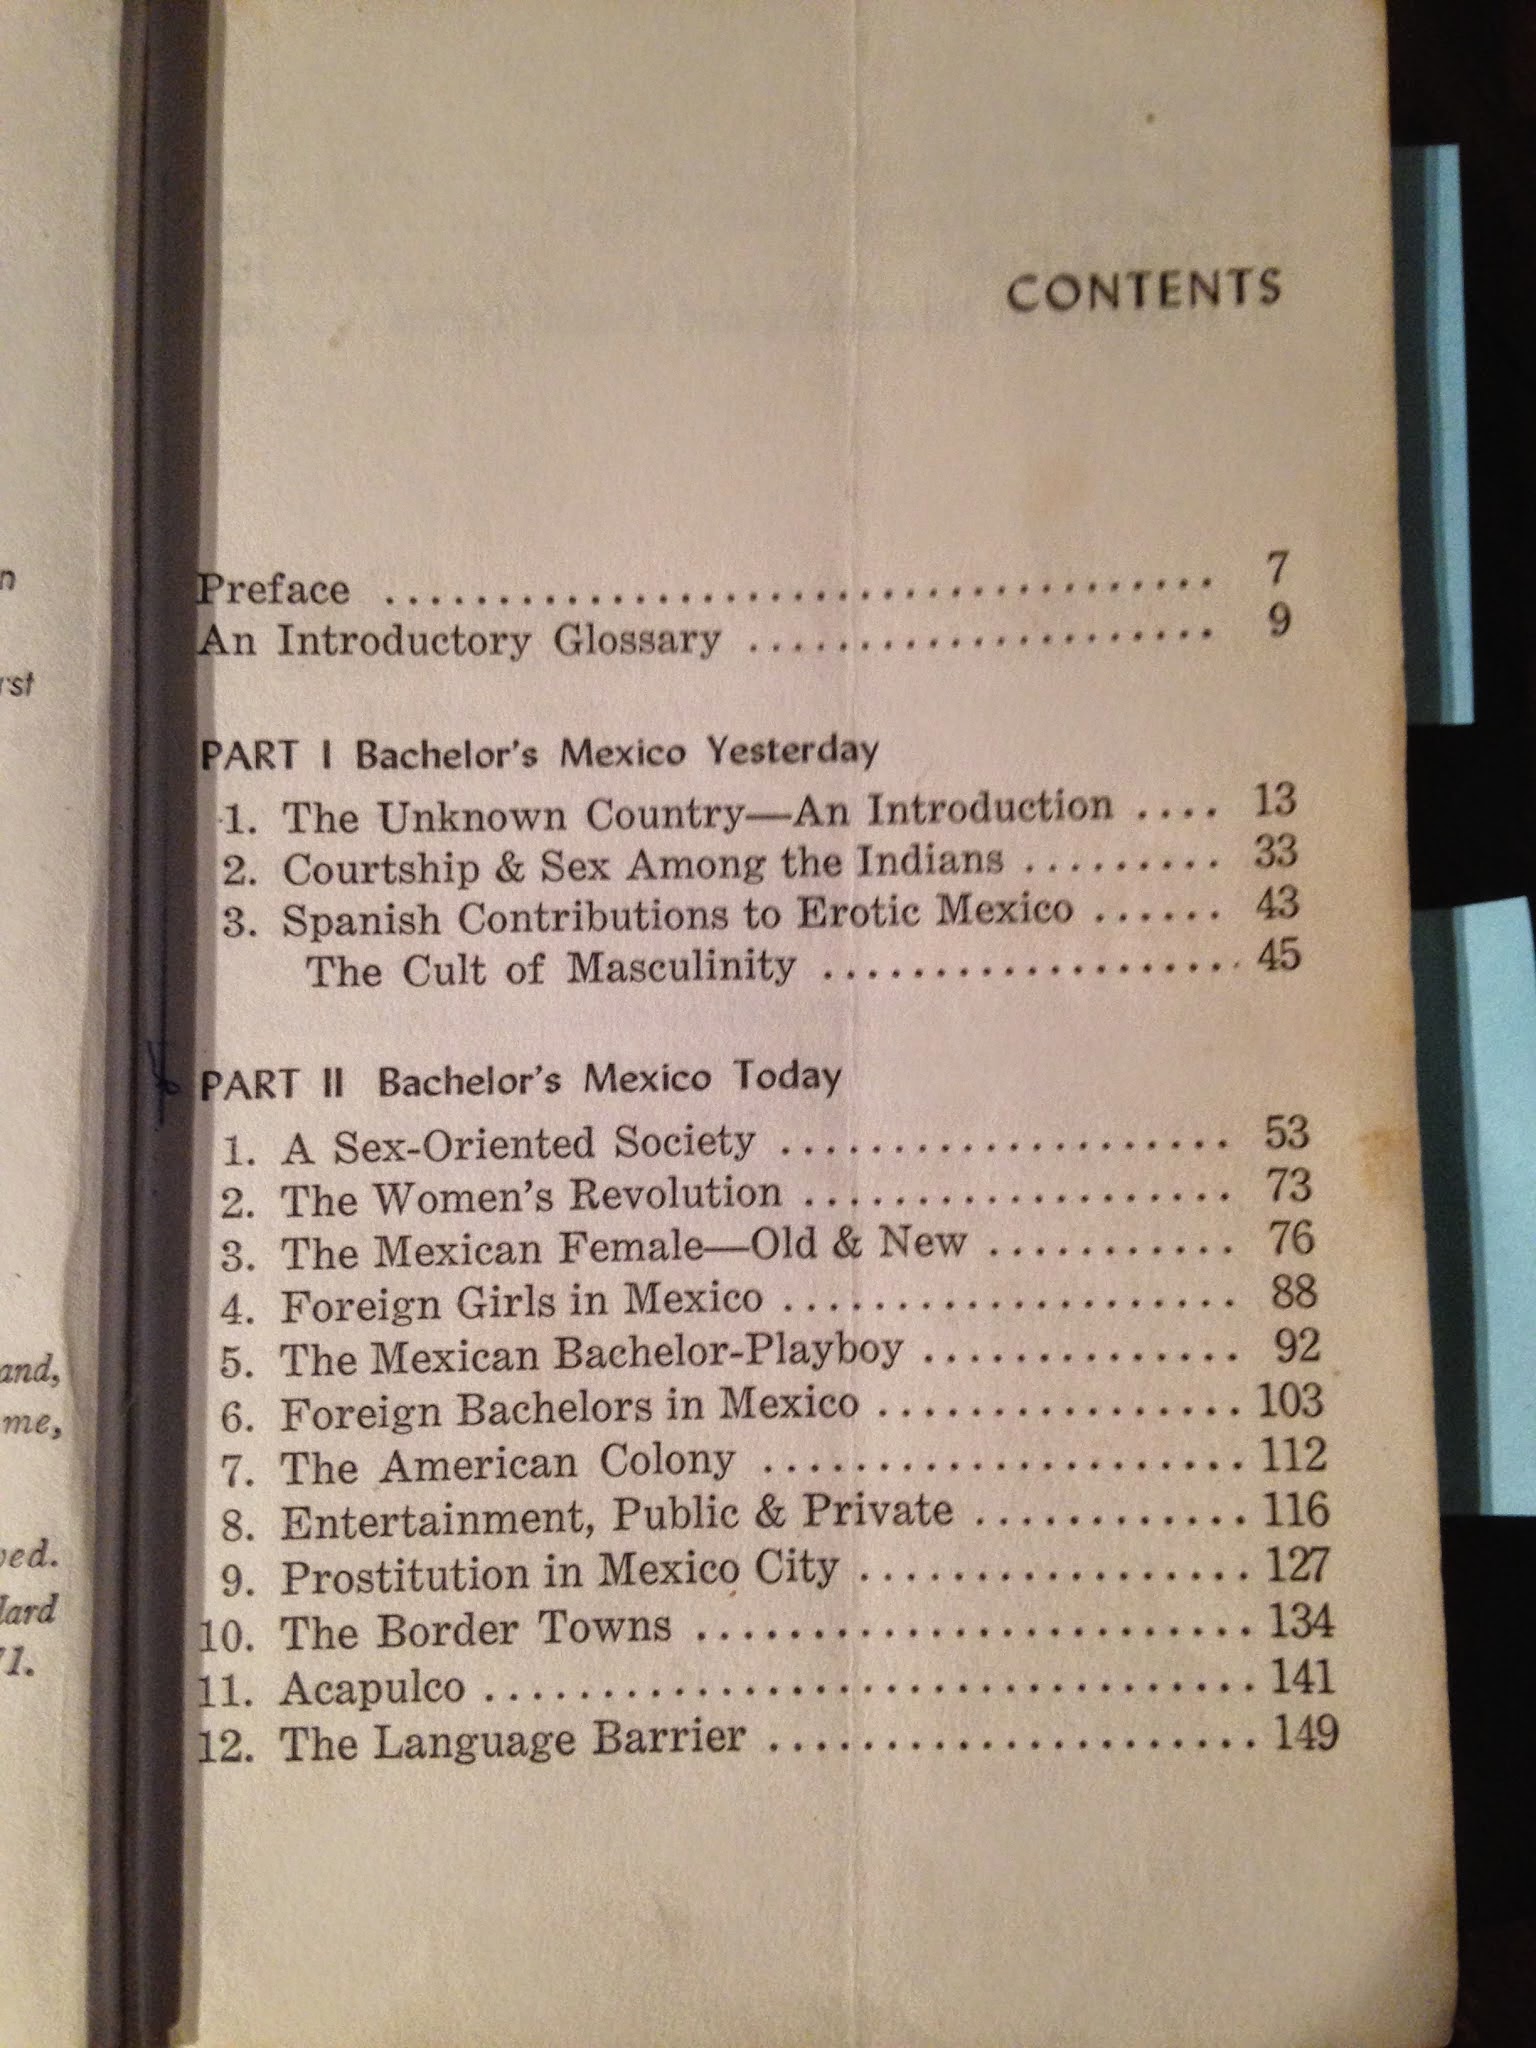 rst
and,
me,
CONTENTS
Preface ............................ 7
An Introductory Glossary ................. 9
PART I Bachelor's Mexico Yesterday
1. The Unknown Country—An Introduction .... 13
2. Courtship & Sex Among the Indians ......... 33
3. Spanish Contributions to Erotic Mexico ...... 43
The Cult of Masculinity ................... 45
PART II Bachelor's Mexico Today
1. A Sex-Oriented Society .................... 53
2. The Women's Revolution ................... 73
3. The Mexican Female—Old & New ........... 76
4. Foreign Girls in Mexico .................... 88
5. The Mexican Bachelor-Playboy .............. 92
6. Foreign Bachelors in Mexico ................ 103
7. The American Colony ..................... 112
8. Entertainment, Public & Private ............ 116
9. Prostitution in Mexico City ................. 127
10. The Border Towns ........................ 134
11. Acapulco ................................. 141
12. The Language Barrier ..................... 149